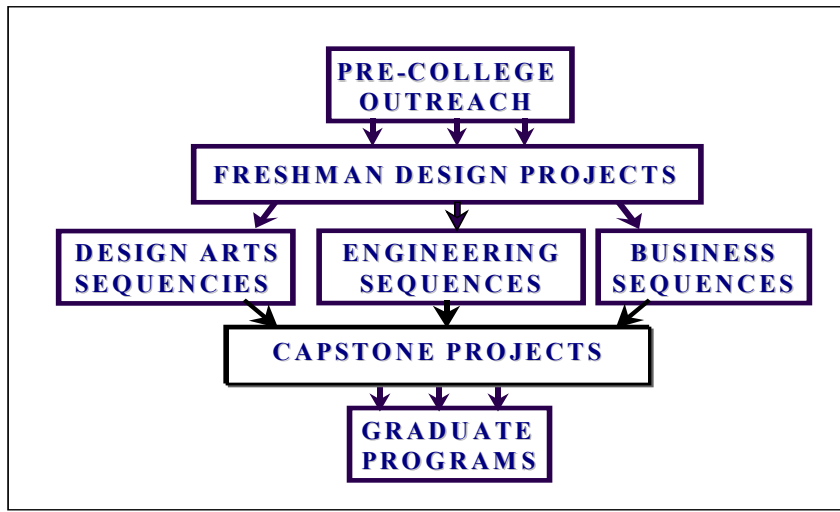 PRE-COLLEGE
OUTREACH
FRESHMAN DESIGN PROJECTS
DESIGN ARTS
SEQUENCIES
ENGINEERING
SEQUENCES
BUSINESS
SEQUENCES
CAPSTONE PROJECTS
GRADUATE
PROGRAMS